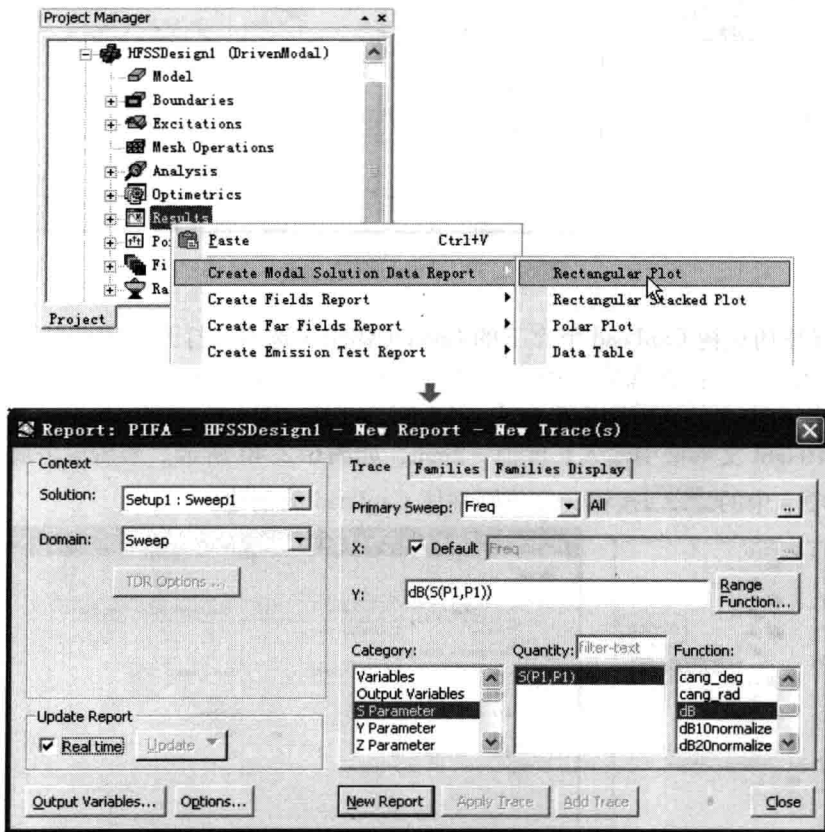 Project Manager
HFSSDesign1 (DrivenModal)
Model
Boundaries
Excitations
Mesh Operations
Analysis
Optimetrics
Results
Po
Fi
Ra
Project
Paste Ctrl+V
Create Modal Solution Data Report
Create Fields Report
Create Far Fields Report
Create Emission Test Report
Rectangular Plot
Rectangular Stacked Plot
Polar Plot
Data Table
Report: PIFA - HFSSDesign1 - New Report - New Trace(s)
Context
Solution: Setup1 : Sweep1
Domain: Sweep
TDR Options ...
Update Report
Real time Update
Output Variables... Options...
Trace Families Families Display
Primary Sweep: Freq All ...
X: Default Freq ...
Y: dB(S(P1,P1)) Range Function...
Category: Quantity: filter-text Function:
Variables
Output Variables
S Parameter
Y Parameter
Z Parameter
S(P1,P1)
cang_deg
cang_rad
dB
dB10normalize
dB20normalize
New Report Apply Trace Add Trace Close